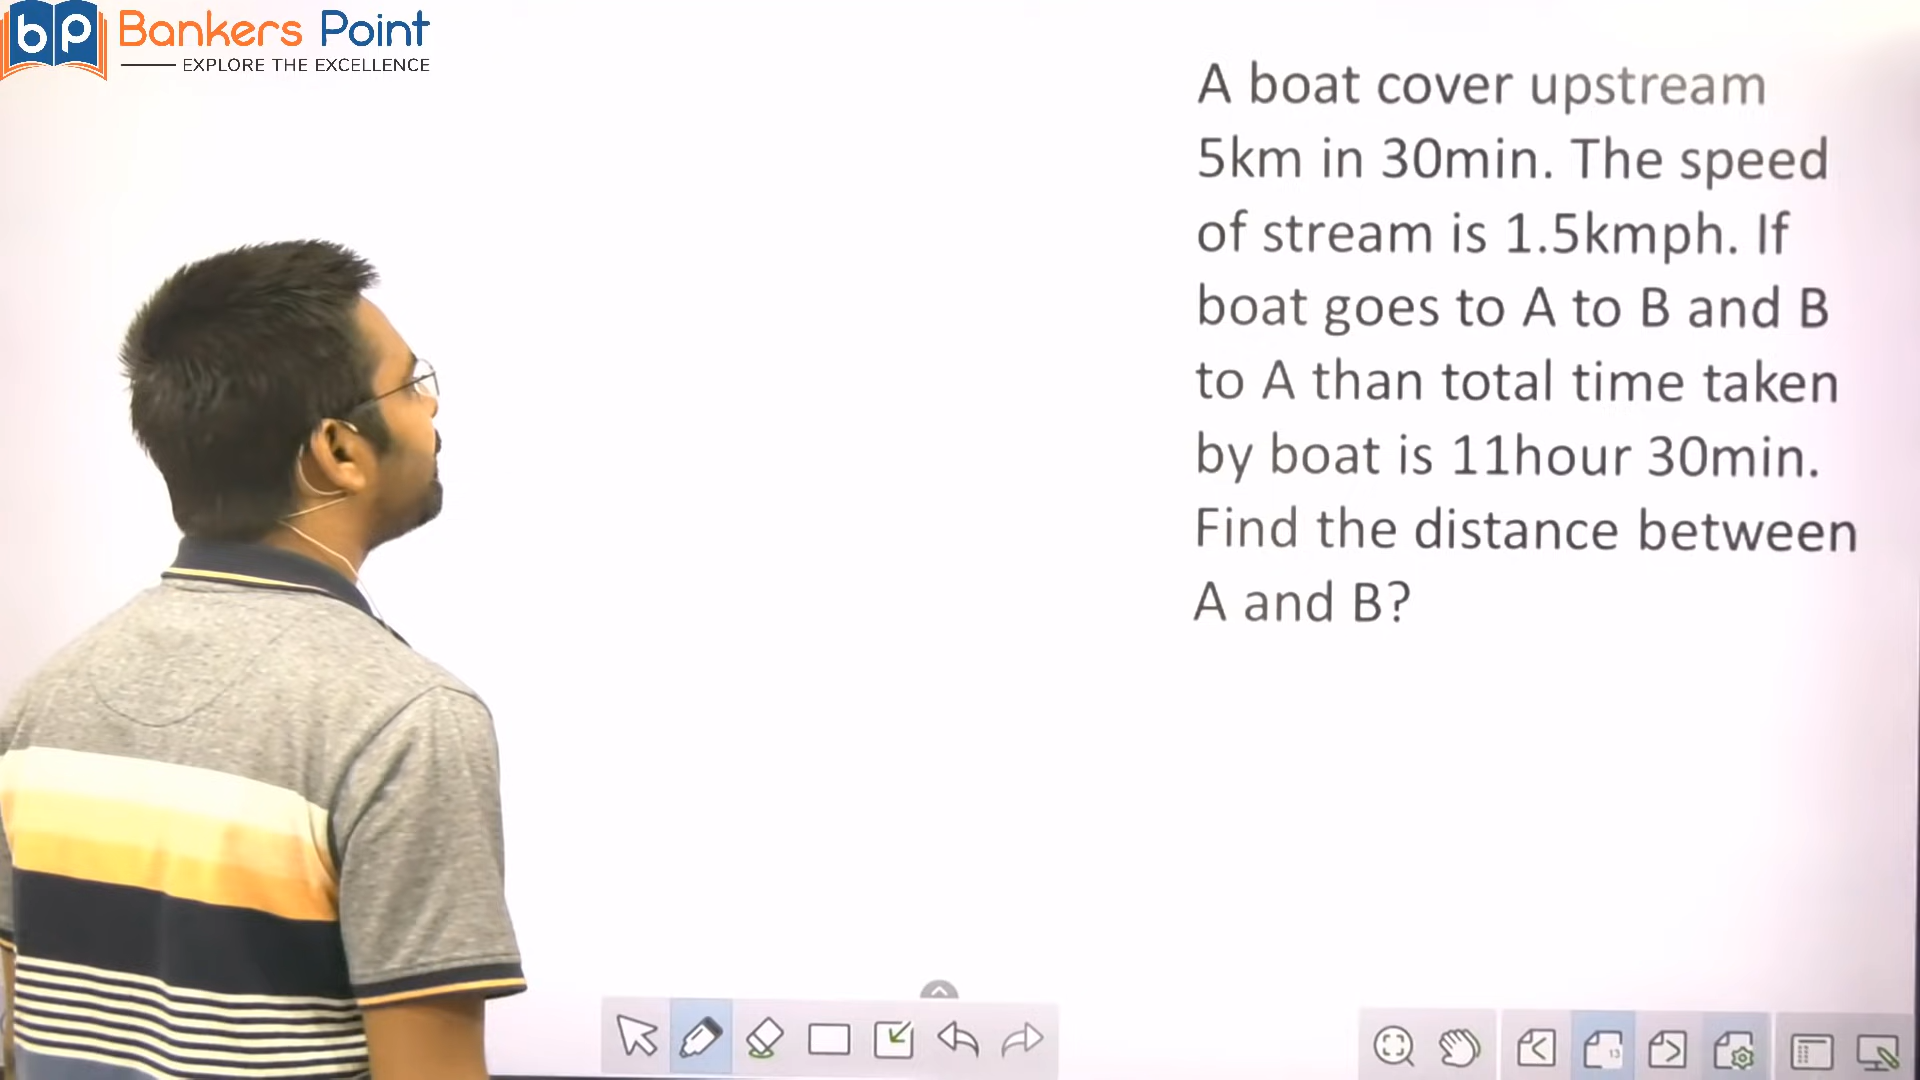 bp Bankers Point
EXPLORE THE EXCELLENCE
A boat cover upstream
5km in 30min. The speed
of stream is 1.5kmph. If
boat goes to A to B and B
to A than total time taken
by boat is 11hour 30min.
Find the distance between
A and B?
13